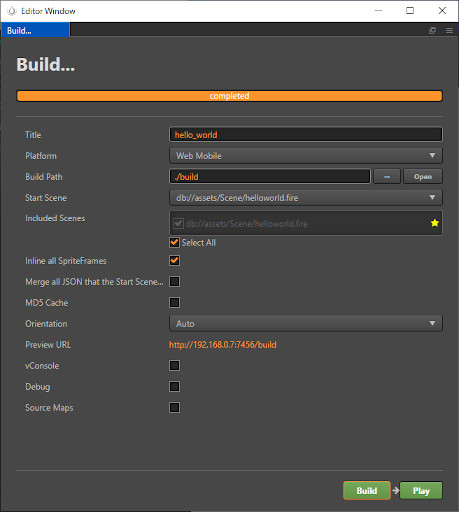 Editor Window
Build...
Build...
completed
Title
hello_world
Platform
Web Mobile
Build Path
./build
...
Open
Start Scene
db://assets/Scene/helloworld.fire
Included Scenes
db://assets/Scene/helloworld.fire
Select All
Inline all SpriteFrames
Merge all JSON that the Start Scene...
MD5 Cache
Orientation
Auto
Preview URL
http://192.168.0.7:7456/build
vConsole
Debug
Source Maps
Build
Play